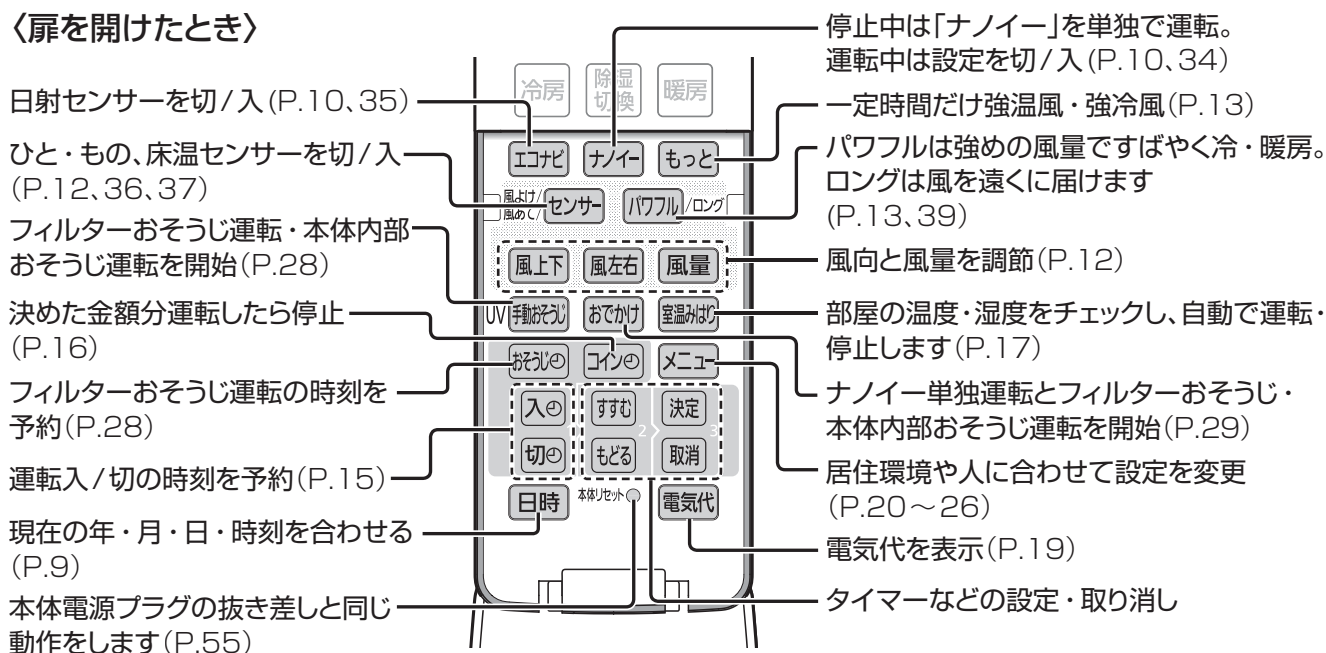 〈扉を開けたとき〉
日射センサーを切/入(P.10、35)
ひと・もの、床温センサーを切/入
(P.12、36、37)
フィルターおそうじ運転・本体内部
おそうじ運転を開始(P.28)
決めた金額分運転したら停止
(P.16)
フィルターおそうじ運転の時刻を
予約(P.28)
運転入/切の時刻を予約(P.15)
現在の年・月・日・時刻を合わせる
(P.9)
本体電源プラグの抜き差しと同じ
動作をします(P.55)
冷房
除湿
切換
暖房
エコナビ
ナノイー
もっと
風よけ/
風あて/
センサー
パワフル
/ロング
風上下
風左右
風量
UV
手動おそうじ
おでかけ
室温みはり
おそうじ
コイン
メニュー
入
すすむ
決定
2
3
切
もどる
取消
日時
本体リセット
電気代
停止中は「ナノイー」を単独で運転。
運転中は設定を切/入(P.10、34)
一定時間だけ強温風・強冷風(P.13)
パワフルは強めの風量ですばやく冷・暖房。
ロングは風を遠くに届けます
(P.13、39)
風向と風量を調節(P.12)
部屋の温度・湿度をチェックし、自動で運転・
停止します(P.17)
ナノイー単独運転とフィルターおそうじ・
本体内部おそうじ運転を開始(P.29)
居住環境や人に合わせて設定を変更
(P.20～26)
電気代を表示(P.19)
タイマーなどの設定・取り消し